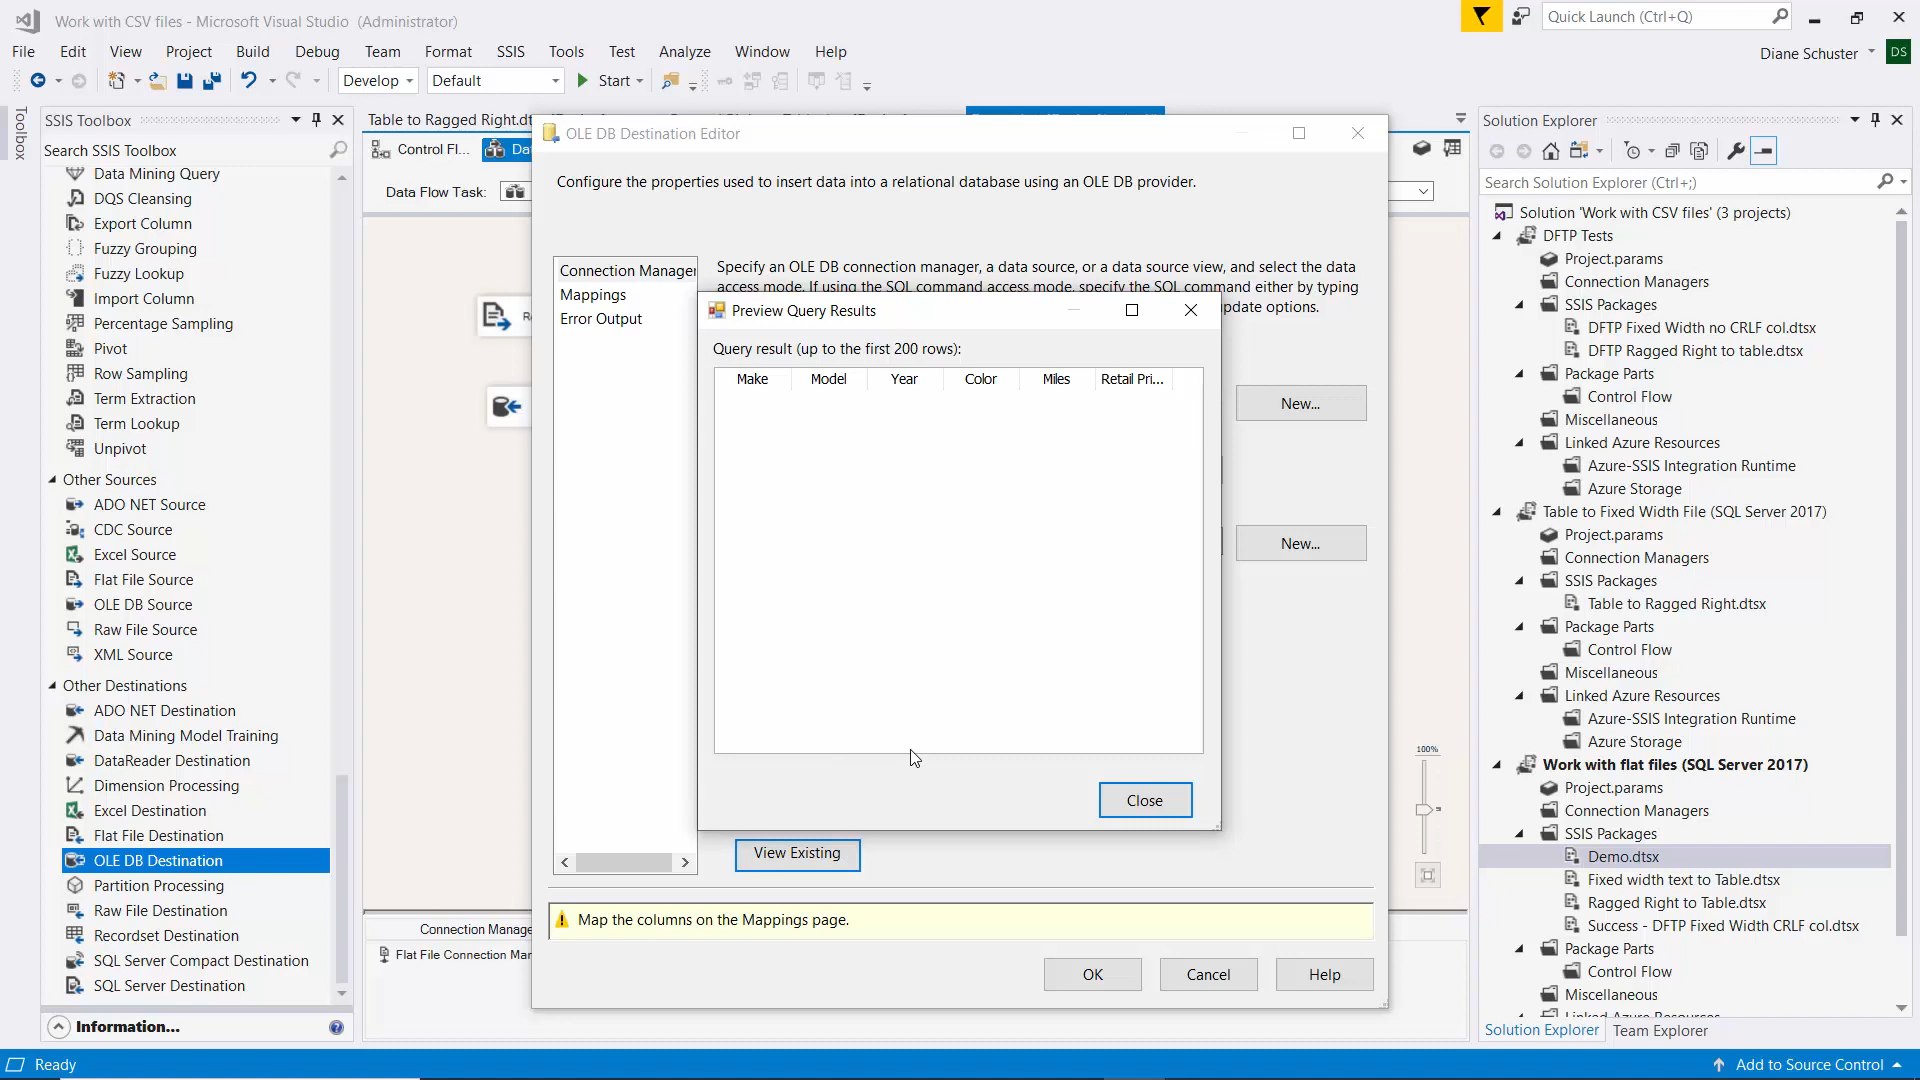 Work with CSV files - Microsoft Visual Studio (Administrator)
Quick Launch (Ctrl+Q)
File Edit View Project Build Debug Team Format SSIS Tools Test Analyze Window Help
Diane Schuster DS
Develop Default Start
Toolbox
SSIS Toolbox
Search SSIS Toolbox
Data Mining Query
DQS Cleansing
Export Column
Fuzzy Grouping
Fuzzy Lookup
Import Column
Percentage Sampling
Pivot
Row Sampling
Term Extraction
Term Lookup
Unpivot
Other Sources
ADO NET Source
CDC Source
Excel Source
Flat File Source
OLE DB Source
Raw File Source
XML Source
Other Destinations
ADO NET Destination
Data Mining Model Training
DataReader Destination
Dimension Processing
Excel Destination
Flat File Destination
OLE DB Destination
Partition Processing
Raw File Destination
Recordset Destination
SQL Server Compact Destination
SQL Server Destination
Information...
Table to Ragged Right.dt
Control Fl...
Da
Data Flow Task:
R
100%
Connection Manage
Flat File Connection Man
OLE DB Destination Editor
Configure the properties used to insert data into a relational database using an OLE DB provider.
Connection Manager
Mappings
Error Output
Specify an OLE DB connection manager, a data source, or a data source view, and select the data
access mode. If using the SQL command access mode, specify the SQL command either by typing
update options.
New...
New...
View Existing
Map the columns on the Mappings page.
OK Cancel Help
Preview Query Results
Query result (up to the first 200 rows):
Make Model Year Color Miles Retail Pri...
Close
Solution Explorer
Search Solution Explorer (Ctrl+;)
Solution 'Work with CSV files' (3 projects)
DFTP Tests
Project.params
Connection Managers
SSIS Packages
DFTP Fixed Width no CRLF col.dtsx
DFTP Ragged Right to table.dtsx
Package Parts
Control Flow
Miscellaneous
Linked Azure Resources
Azure-SSIS Integration Runtime
Azure Storage
Table to Fixed Width File (SQL Server 2017)
Project.params
Connection Managers
SSIS Packages
Table to Ragged Right.dtsx
Package Parts
Control Flow
Miscellaneous
Linked Azure Resources
Azure-SSIS Integration Runtime
Azure Storage
Work with flat files (SQL Server 2017)
Project.params
Connection Managers
SSIS Packages
Demo.dtsx
Fixed width text to Table.dtsx
Ragged Right to Table.dtsx
Success - DFTP Fixed Width CRLF col.dtsx
Package Parts
Control Flow
Miscellaneous
Solution Explorer Team Explorer
Ready
Add to Source Control